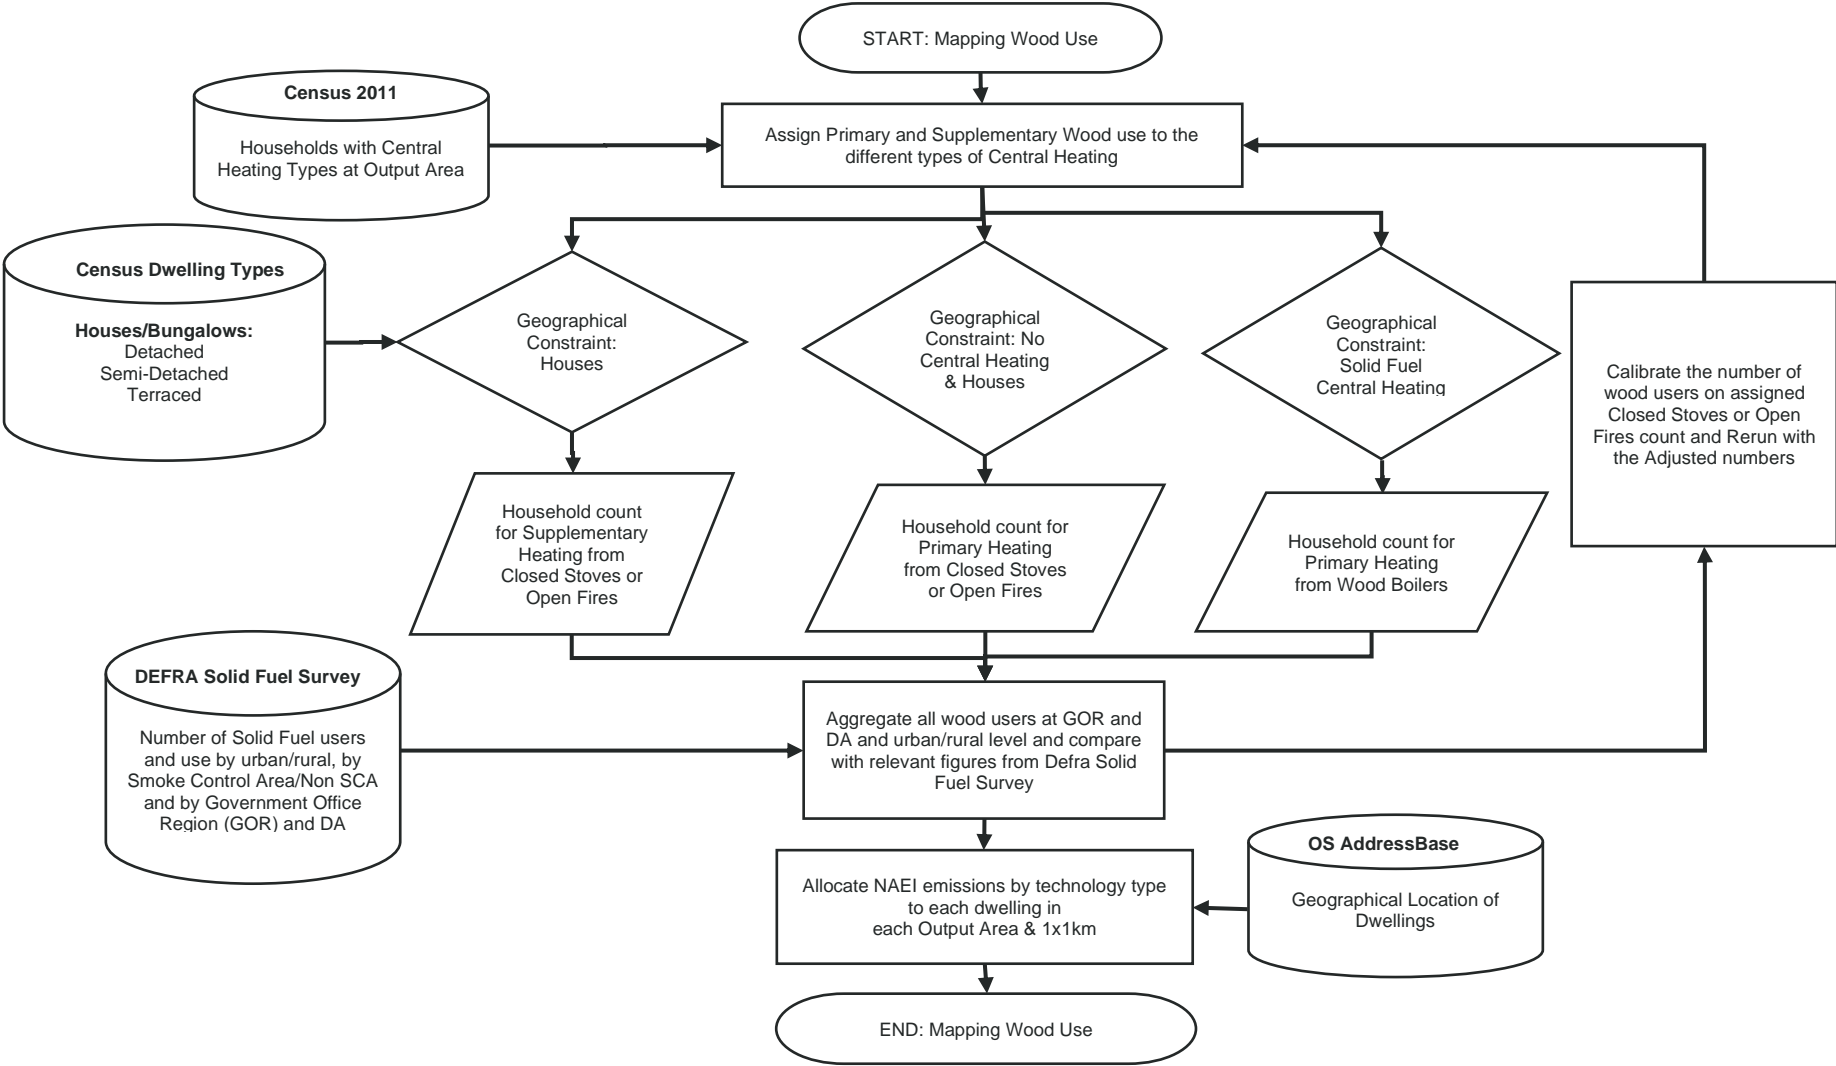 START: Mapping Wood Use
Census 2011
Households with Central
Heating Types at Output Area
Assign Primary and Supplementary Wood use to the
different types of Central Heating
Census Dwelling Types
Houses/Bungalows:
Detached
Semi-Detached
Terraced
Geographical
Constraint:
Houses
Geographical
Constraint: No
Central Heating
& Houses
Geographical
Constraint:
Solid Fuel
Central Heating
Calibrate the number of
wood users on assigned
Closed Stoves or Open
Fires count and Rerun with
the Adjusted numbers
Household count
for Supplementary
Heating from
Closed Stoves or
Open Fires
Household count for
Primary Heating
from Closed Stoves
or Open Fires
Household count for
Primary Heating
from Wood Boilers
DEFRA Solid Fuel Survey
Number of Solid Fuel users
and use by urban/rural, by
Smoke Control Area/Non SCA
and by Government Office
Region (GOR) and DA
Aggregate all wood users at GOR and
DA and urban/rural level and compare
with relevant figures from Defra Solid
Fuel Survey
Allocate NAEI emissions by technology type
to each dwelling in
each Output Area & 1x1km
OS AddressBase
Geographical Location of
Dwellings
END: Mapping Wood Use